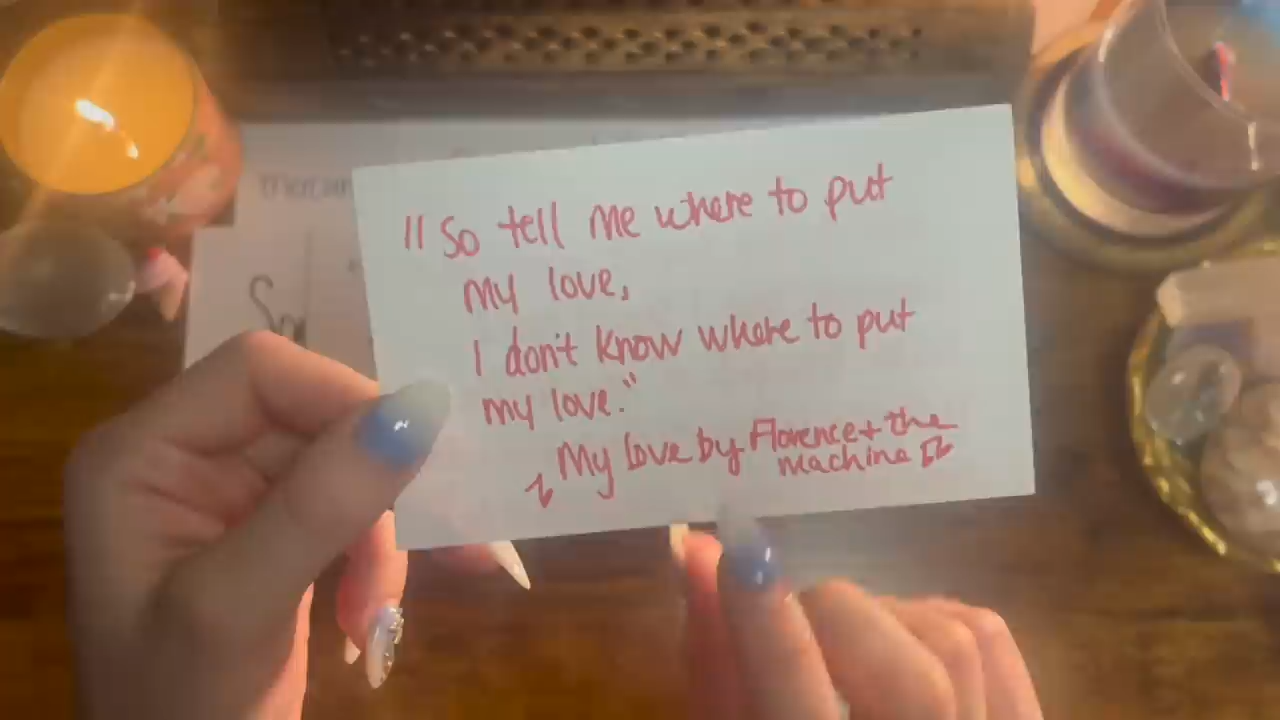 "So tell me where to put
my love,
I don't know where to put
my love."
My love by Florence + the
machine